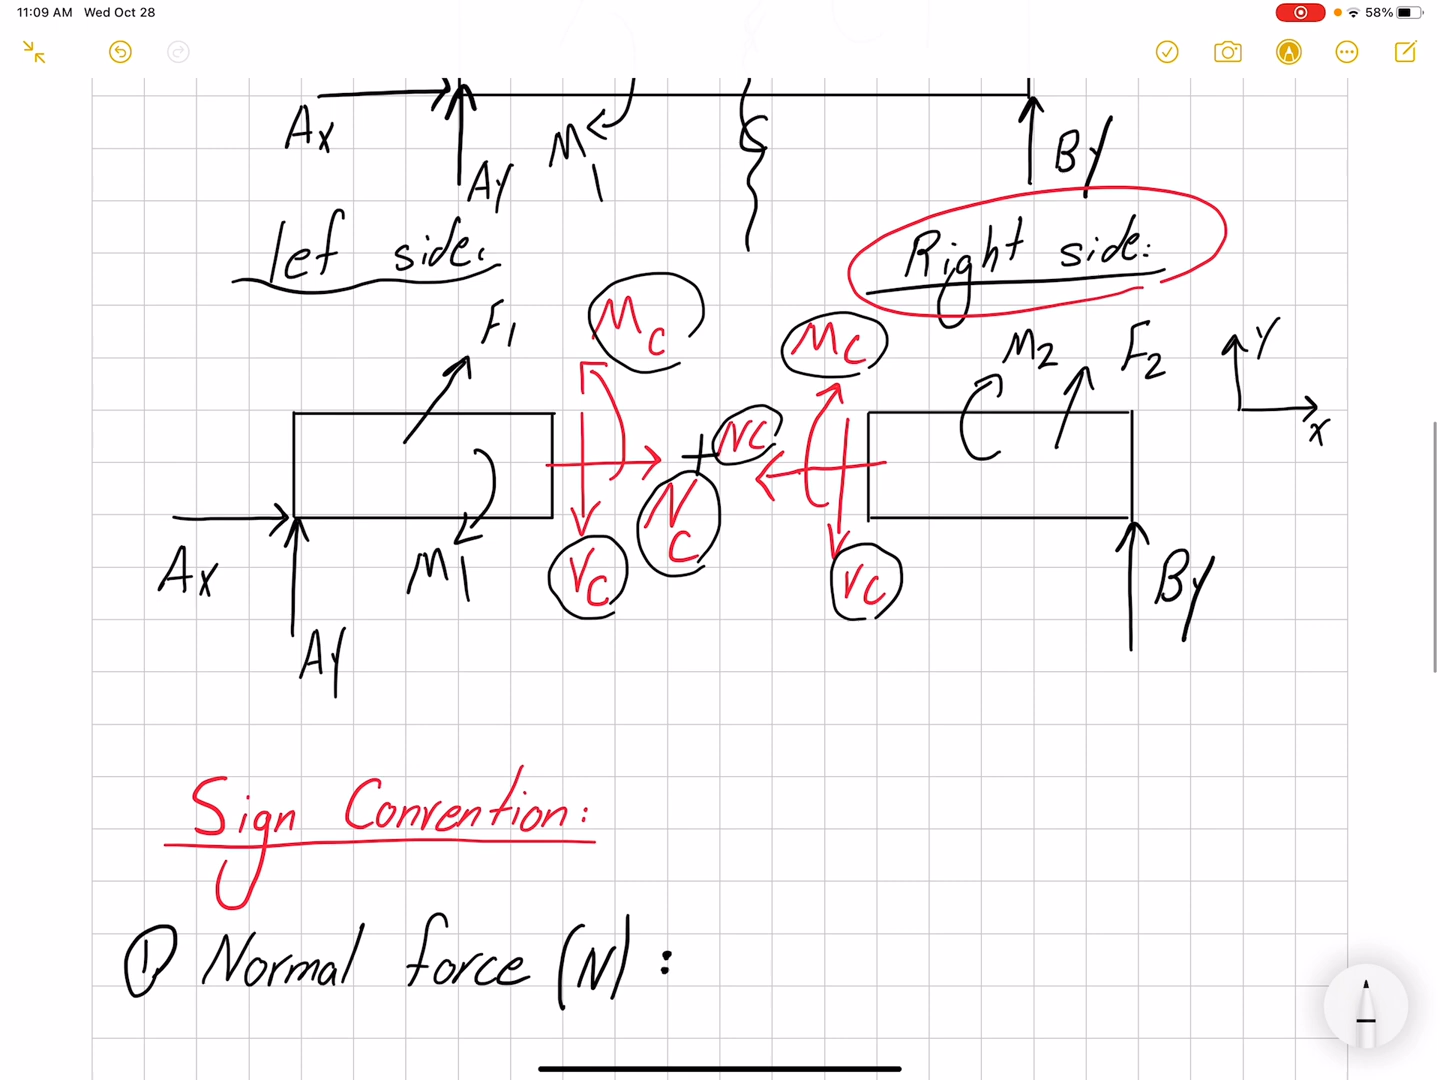 11:09 AM Wed Oct 28
58%
Ax
Ay
M1
By
lef side:
Right side:
F1
Mc
Mc
M2
F2
Y
X
+
Nc
Nc
Ax
Ay
M1
Vc
Vc
By
Sign Convention:
① Normal force (N):